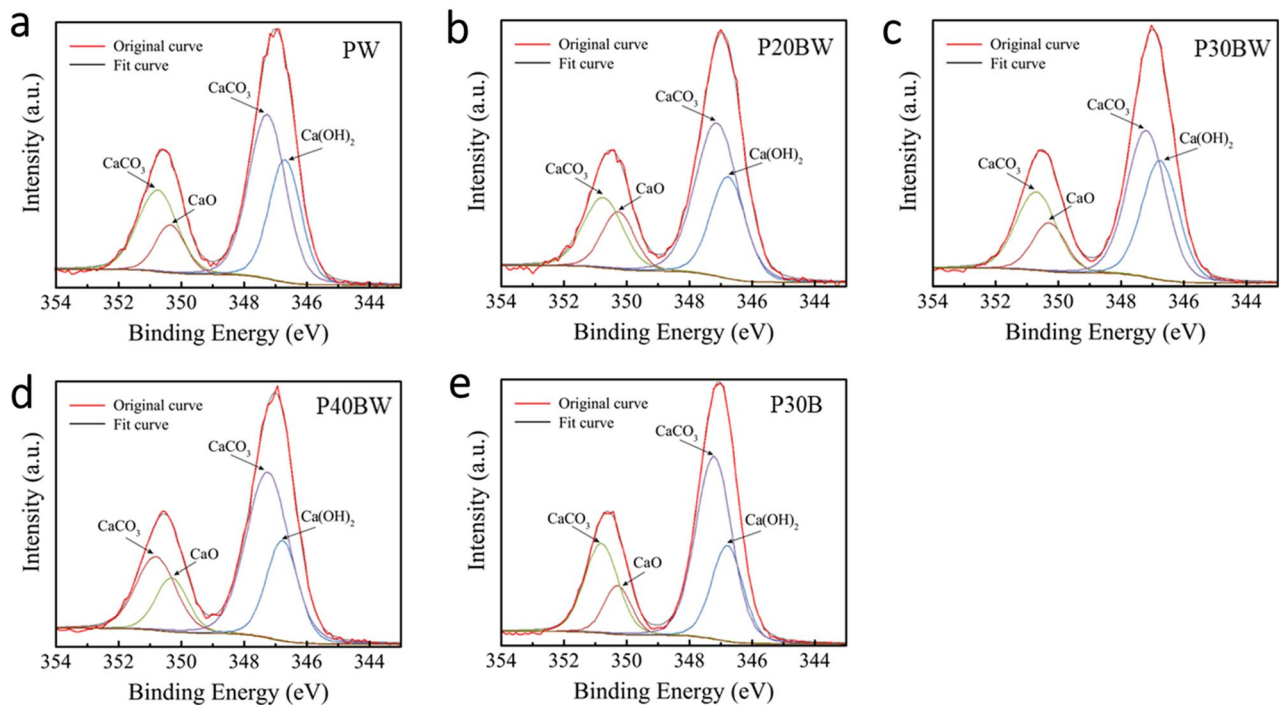 a
Original curve
Fit curve
PW
CaCO3
Ca(OH)2
CaCO3
CaO
Intensity (a.u.)
354 352 350 348 346 344
Binding Energy (eV)
b
Original curve
Fit curve
P20BW
CaCO3
Ca(OH)2
CaCO3
CaO
Intensity (a.u.)
354 352 350 348 346 344
Binding Energy (eV)
c
Original curve
Fit curve
P30BW
CaCO3
Ca(OH)2
CaCO3
CaO
Intensity (a.u.)
354 352 350 348 346 344
Binding Energy (eV)
d
Original curve
Fit curve
P40BW
CaCO3
Ca(OH)2
CaCO3
CaO
Intensity (a.u.)
354 352 350 348 346 344
Binding Energy (eV)
e
Original curve
Fit curve
P30B
CaCO3
Ca(OH)2
CaCO3
CaO
Intensity (a.u.)
354 352 350 348 346 344
Binding Energy (eV)